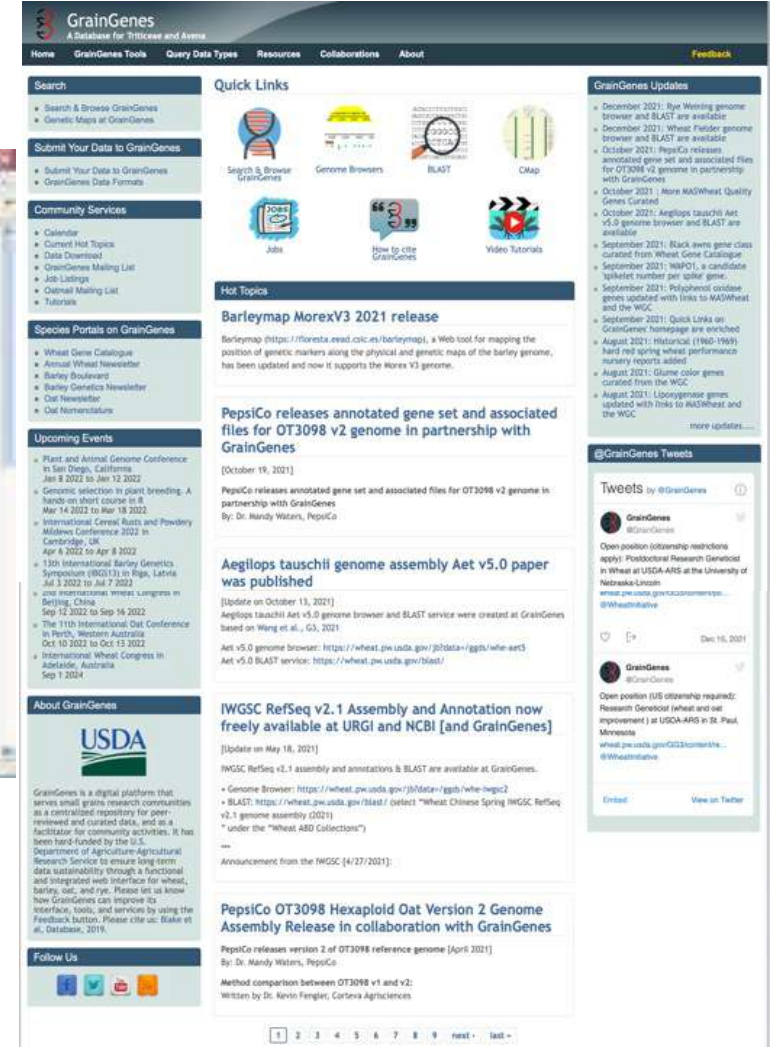 GrainGenes
A Database for Triticeae and Avena
Home GrainGenes Tools Query Data Types Resources Collaborations About Feedback
Search
Search & Browse GrainGenes
Genetic Maps at GrainGenes
Submit Your Data to GrainGenes
Submit Your Data to GrainGenes
GrainGenes Data Formats
Community Services
Calendar
Current Hot Topics
Data Download
GrainGenes Mailing List
Job Listings
Oatmail Mailing List
Tutorials
Species Portals on GrainGenes
Wheat Gene Catalogue
Annual Wheat Newsletter
Barley Boulevard
Barley Genetics Newsletter
Oat Newsletter
Oat Nomenclature
Upcoming Events
Plant and Animal Genome Conference
in San Diego, California
Jan 8 2022 to Jan 12 2022
Genomic selection in plant breeding. A
hands-on short course in R
Mar 14 2022 to Mar 18 2022
International Cereal Rusts and Powdery
Mildews Conference 2022 in
Cambridge, UK
Apr 6 2022 to Apr 8 2022
13th International Barley Genetics
Symposium (IBGS13) in Riga, Latvia
Jul 3 2022 to Jul 7 2022
2nd International Wheat Congress in
Beijing, China
Sep 12 2022 to Sep 16 2022
The 11th International Oat Conference
in Perth, Western Australia
Oct 10 2022 to Oct 13 2022
International Wheat Congress in
Adelaide, Australia
Sep 1 2024
About GrainGenes
USDA
GrainGenes is a digital platform that
serves small grains research communities
as a centralized repository for peer-
reviewed and curated data, and as a
facilitator for community activities. It has
been hard-funded by the U.S.
Department of Agriculture-Agricultural
Research Service to ensure long-term
data sustainability through a functional
and integrated web interface for wheat,
barley, oat, and rye. Please let us know
how GrainGenes can improve its
interface, tools, and services by using the
Feedback button. Please cite us: Blake et
al, Database, 2019.
Follow Us
Quick Links
Search & Browse
GrainGenes
Genome Browsers
BLAST
CMap
JOBS
Jobs
How to cite
GrainGenes
Video Tutorials
Hot Topics
Barleymap MorexV3 2021 release
Barleymap (https://floresta.eead.csic.es/barleymap), a Web tool for mapping the
position of genetic markers along the physical and genetic maps of the barley genome,
has been updated and now it supports the Morex V3 genome.
PepsiCo releases annotated gene set and associated
files for OT3098 v2 genome in partnership with
GrainGenes
[October 19, 2021]
PepsiCo releases annotated gene set and associated files for OT3098 v2 genome in
partnership with GrainGenes
By: Dr. Mandy Waters, PepsiCo
Aegilops tauschii genome assembly Aet v5.0 paper
was published
[Update on October 13, 2021]
Aegilops tauschii Aet v5.0 genome browser and BLAST service were created at GrainGenes
based on Wang et al., G3, 2021
Aet v5.0 genome browser: https://wheat.pw.usda.gov/jb?data=/ggds/whe-aet5
Aet v5.0 BLAST service: https://wheat.pw.usda.gov/blast/
IWGSC RefSeq v2.1 Assembly and Annotation now
freely available at URGI and NCBI [and GrainGenes]
[Update on May 18, 2021]
IWGSC RefSeq v2.1 assembly and annotations & BLAST are available at GrainGenes.
• Genome Browser: https://wheat.pw.usda.gov/jb?data=/ggds/whe-iwgsc2
• BLAST: https://wheat.pw.usda.gov/blast/ (select "Wheat Chinese Spring IWGSC RefSeq
v2.1 genome assembly (2021)
" under the "Wheat ABD Collections")
***
Announcement from the IWGSC [4/27/2021]:
PepsiCo OT3098 Hexaploid Oat Version 2 Genome
Assembly Release in collaboration with GrainGenes
PepsiCo releases version 2 of OT3098 reference genome [April 2021]
By: Dr. Mandy Waters, PepsiCo
Method comparison between OT3098 v1 and v2:
Written by Dr. Kevin Fengler, Corteva Agrisciences
1 2 3 4 5 6 7 8 9 next › last »
GrainGenes Updates
December 2021: Rye Weining genome
browser and BLAST are available
December 2021: Wheat Fielder genome
browser and BLAST are available
October 2021: PepsiCo releases
annotated gene set and associated files
for OT3098 v2 genome in partnership
with GrainGenes
October 2021 : More MASWheat Quality
Genes Curated
October 2021: Aegilops tauschii Aet
v5.0 genome browser and BLAST are
available
September 2021: Black awns gene class
curated from Wheat Gene Catalogue
September 2021: WAPO1, a candidate
'spikelet number per spike' gene.
September 2021: Polyphenol oxidase
genes updated with links to MASWheat
and the WGC
September 2021: Quick Links on
GrainGenes' homepage are enriched
August 2021: Historical (1960-1969)
hard red spring wheat performance
nursery reports added
August 2021: Glume color genes
curated from the WGC
August 2021: Lipoxygenase genes
updated with links to MASWheat and
the WGC
more updates.....
@GrainGenes Tweets
Tweets by @GrainGenes
GrainGenes
@GrainGenes
Open position (citizenship restrictions
apply): Postdoctoral Research Geneticist
in Wheat at USDA-ARS at the University of
Nebraska-Lincoln
@WheatInitiative
Dec 15, 2021
GrainGenes
@GrainGenes
Open position (US citizenship required):
Research Geneticist (wheat and oat
improvement ) at USDA-ARS in St. Paul,
Minnesota
wheat.pw.usda.gov/GG3/content/re...
@WheatInitiative
Embed View on Twitter